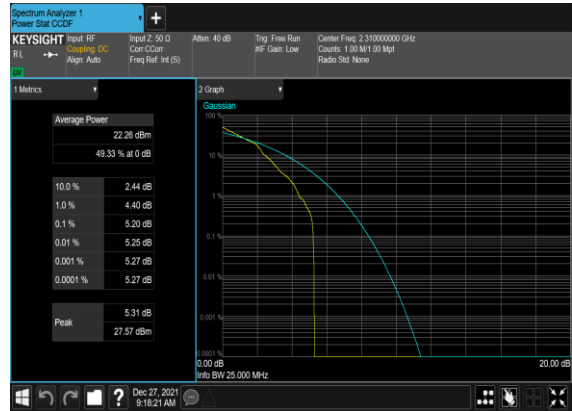 Spectrum Analyzer 1
Power Stat CCDF
KEYSIGHT
RL
LXI
Input: RF
Coupling: DC
Align: Auto
Input Z: 50 Ω
Corr CCorr
Freq Ref: Int (S)
Atten: 40 dB
Trig: Free Run
#IF Gain: Low
Center Freq: 2.310000000 GHz
Counts: 1.00 M/1.00 Mpt
Radio Std: None
1 Metrics
Average Power
22.26 dBm
49.33 % at 0 dB
10.0 % 2.44 dB
1.0 % 4.40 dB
0.1 % 5.20 dB
0.01 % 5.25 dB
0.001 % 5.27 dB
0.0001 % 5.27 dB
Peak
5.31 dB
27.57 dBm
2 Graph
Gaussian
100 %
10 %
1 %
0.1 %
0.01 %
0.001 %
0.0001 %
0.00 dB
20.00 dB
Info BW 25.000 MHz
?
Dec 27, 2021
9:18:21 AM